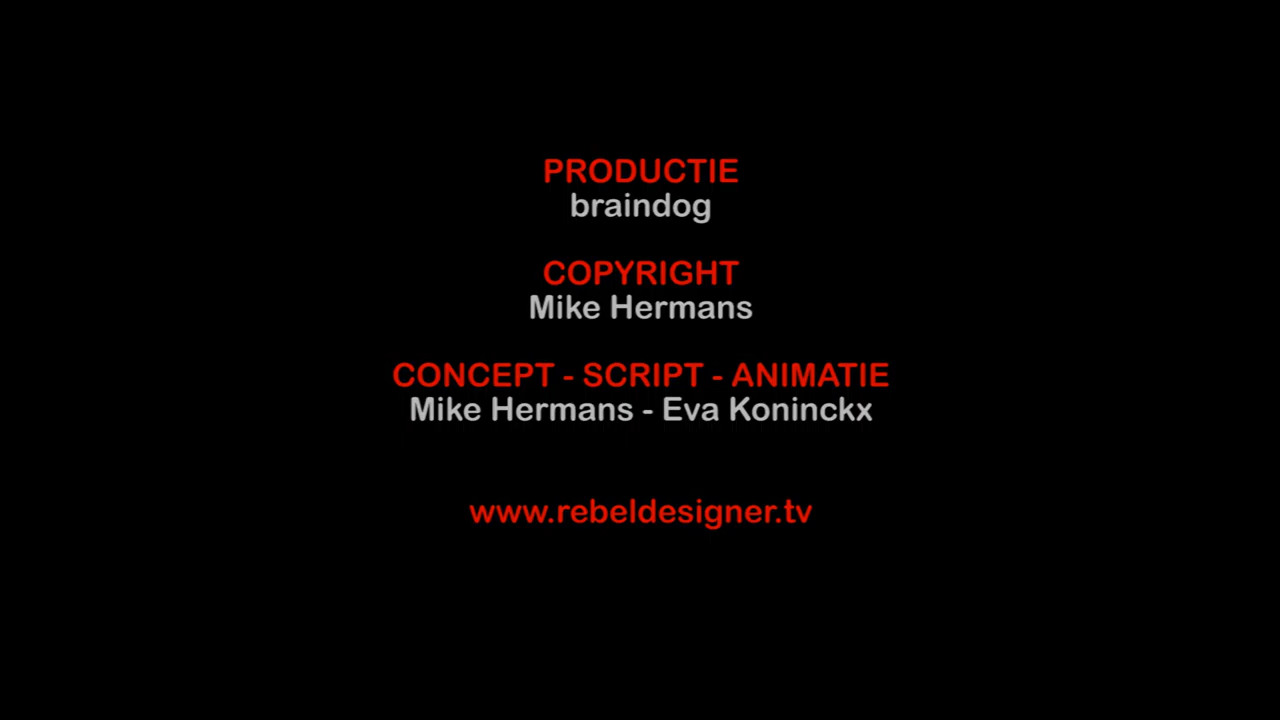 PRODUCTIE
braindog
COPYRIGHT
Mike Hermans
CONCEPT - SCRIPT - ANIMATIE
Mike Hermans - Eva Koninckx
www.rebeldesigner.tv